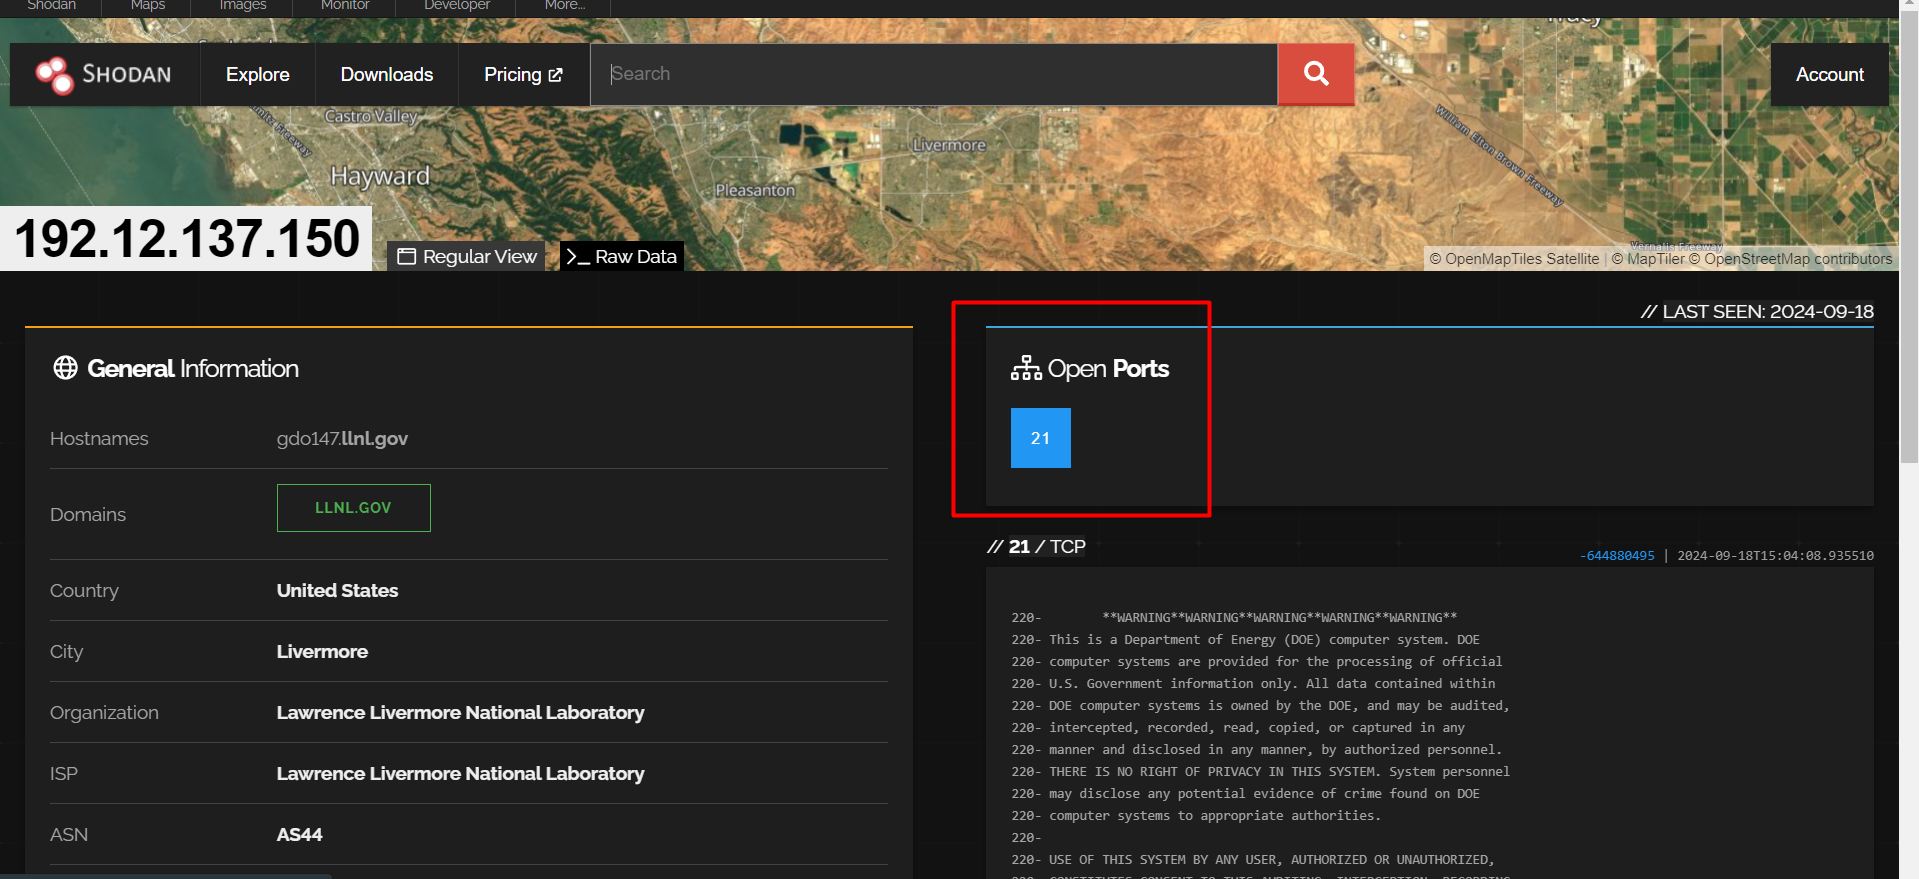 Shodan Maps Images Monitor Developer More...
SHODAN Explore Downloads Pricing Search Account
Castro Valley
Hayward
Livermore
Pleasanton
William Elton Brown Freeway
Vernalis Freeway
192.12.137.150
Regular View Raw Data
© OpenMapTiles Satellite | © MapTiler © OpenStreetMap contributors
// LAST SEEN: 2024-09-18
General Information
Hostnames gdo147.llnl.gov
Domains LLNL.GOV
Country United States
City Livermore
Organization Lawrence Livermore National Laboratory
ISP Lawrence Livermore National Laboratory
ASN AS44
Open Ports
21
// 21 / TCP
-644880495 | 2024-09-18T15:04:08.935510
220- **WARNING**WARNING**WARNING**WARNING**WARNING**
220- This is a Department of Energy (DOE) computer system. DOE
220- computer systems are provided for the processing of official
220- U.S. Government information only. All data contained within
220- DOE computer systems is owned by the DOE, and may be audited,
220- intercepted, recorded, read, copied, or captured in any
220- manner and disclosed in any manner, by authorized personnel.
220- THERE IS NO RIGHT OF PRIVACY IN THIS SYSTEM. System personnel
220- may disclose any potential evidence of crime found on DOE
220- computer systems to appropriate authorities.
220-
220- USE OF THIS SYSTEM BY ANY USER, AUTHORIZED OR UNAUTHORIZED,